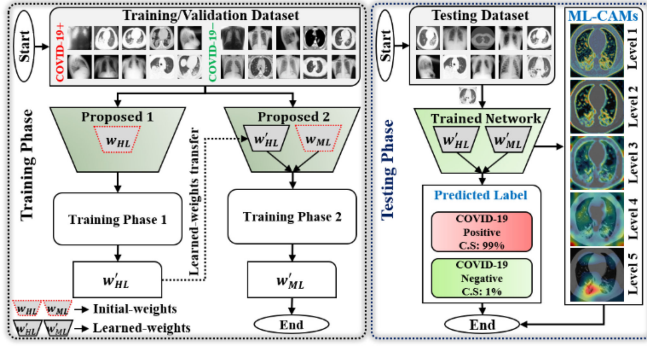 Training/Validation Dataset
Start
COVID-19+
COVID-19−
Training Phase
Proposed 1
w_HL
Proposed 2
w'_HL
w_ML
Learned-weights transfer
Training Phase 1
Training Phase 2
w'_HL
w'_ML
w_HL w_ML Initial-weights
w'_HL w'_ML Learned-weights
End
Testing Phase
Testing Dataset
Start
Trained Network
w'_HL w'_ML
Predicted Label
COVID-19
Positive
C.S: 99%
COVID-19
Negative
C.S: 1%
End
ML-CAMs
Level 1
Level 2
Level 3
Level 4
Level 5